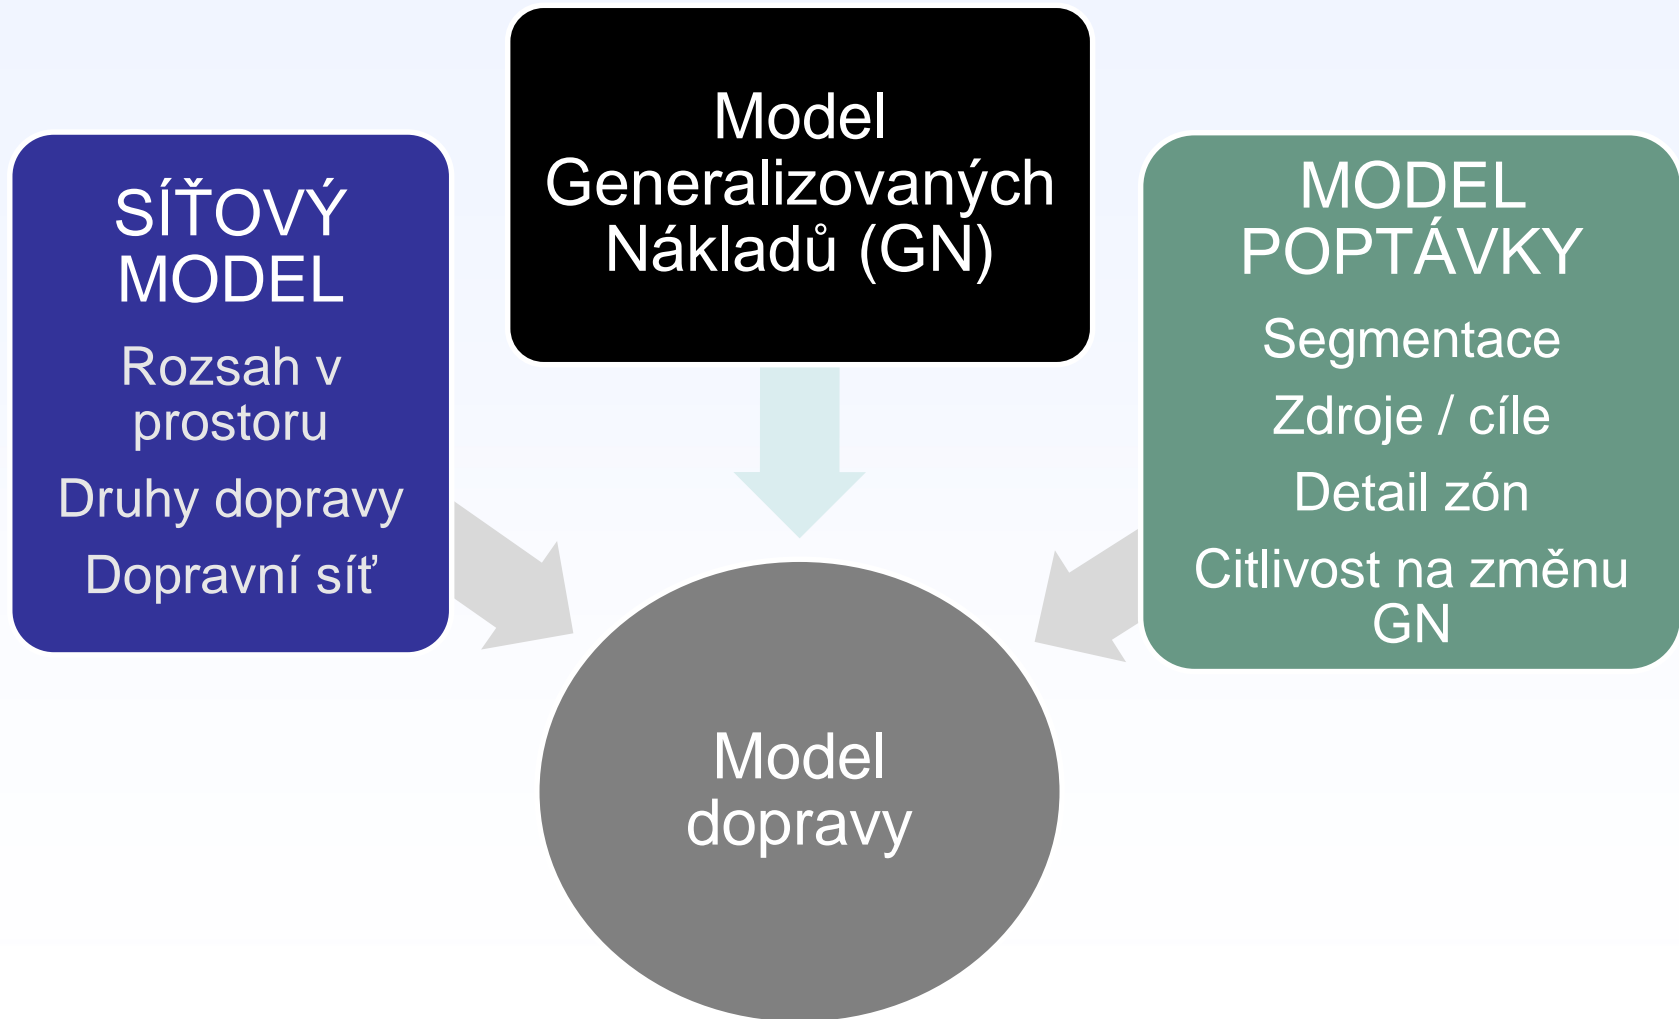 SÍŤOVÝ
MODEL
Rozsah v
prostoru
Druhy dopravy
Dopravní síť
Model
Generalizovaných
Nákladů (GN)
MODEL
POPTÁVKY
Segmentace
Zdroje / cíle
Detail zón
Citlivost na změnu
GN
Model
dopravy